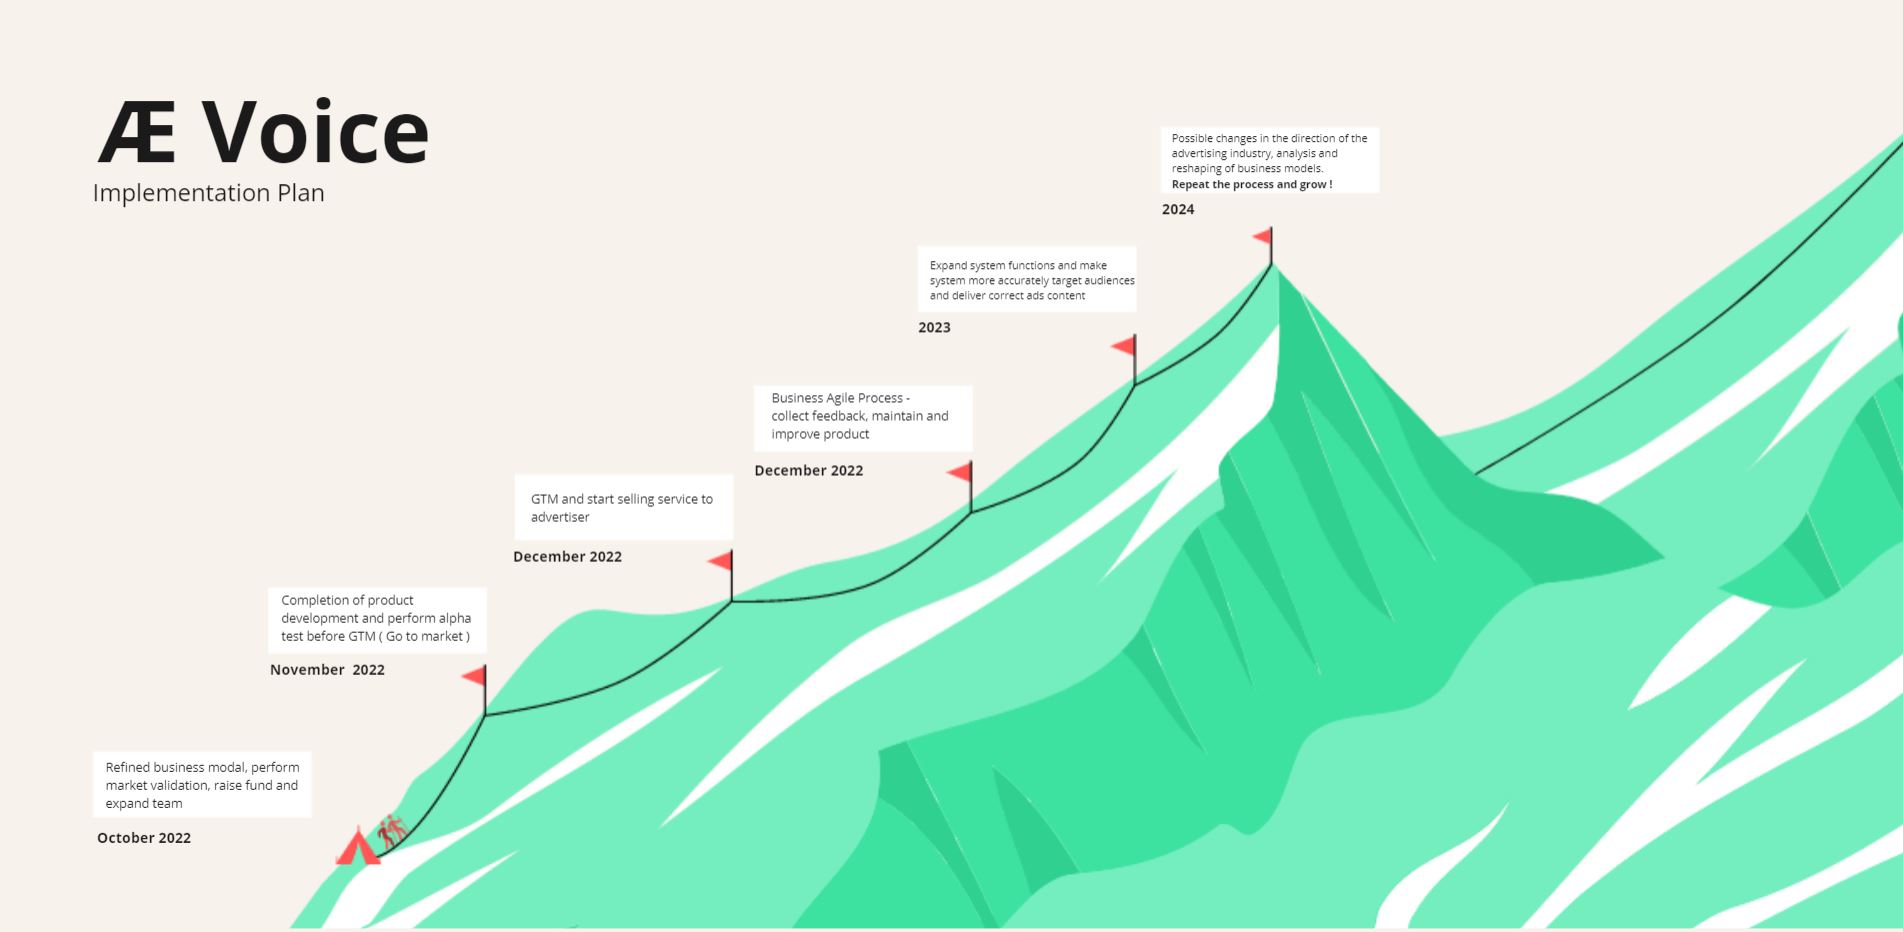 Æ Voice
Implementation Plan
Possible changes in the direction of the
advertising industry, analysis and
reshaping of business models.
Repeat the process and grow !
2024
Expand system functions and make
system more accurately target audiences
and deliver correct ads content
2023
Business Agile Process -
collect feedback, maintain and
improve product
December 2022
GTM and start selling service to
advertiser
December 2022
Completion of product
development and perform alpha
test before GTM ( Go to market )
November  2022
Refined business modal, perform
market validation, raise fund and
expand team
October 2022